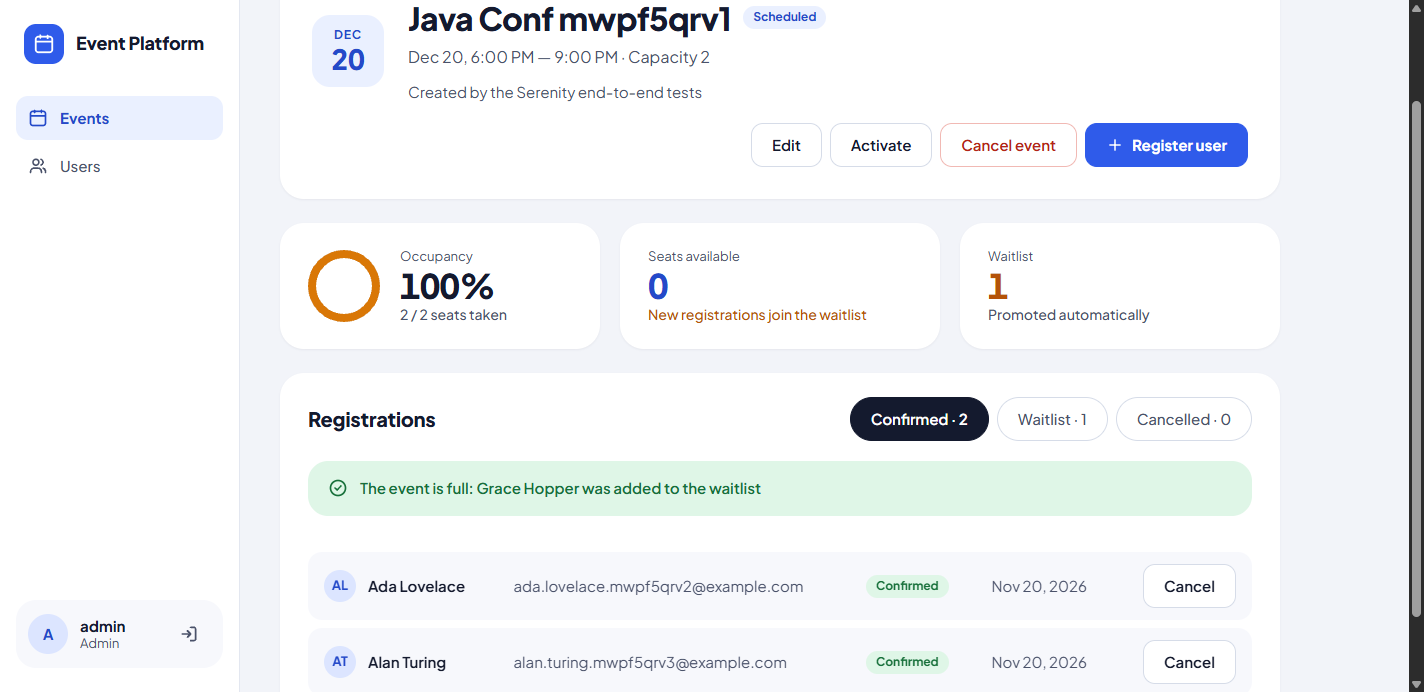 Event Platform
Events
Users
A
admin
Admin
DEC
20
Java Conf mwpf5qrv1
Scheduled
Dec 20, 6:00 PM — 9:00 PM · Capacity 2
Created by the Serenity end-to-end tests
Edit
Activate
Cancel event
+ Register user
Occupancy
100%
2 / 2 seats taken
Seats available
0
New registrations join the waitlist
Waitlist
1
Promoted automatically
Registrations
Confirmed · 2
Waitlist · 1
Cancelled · 0
The event is full: Grace Hopper was added to the waitlist
AL Ada Lovelace ada.lovelace.mwpf5qrv2@example.com Confirmed Nov 20, 2026 Cancel
AT Alan Turing alan.turing.mwpf5qrv3@example.com Confirmed Nov 20, 2026 Cancel